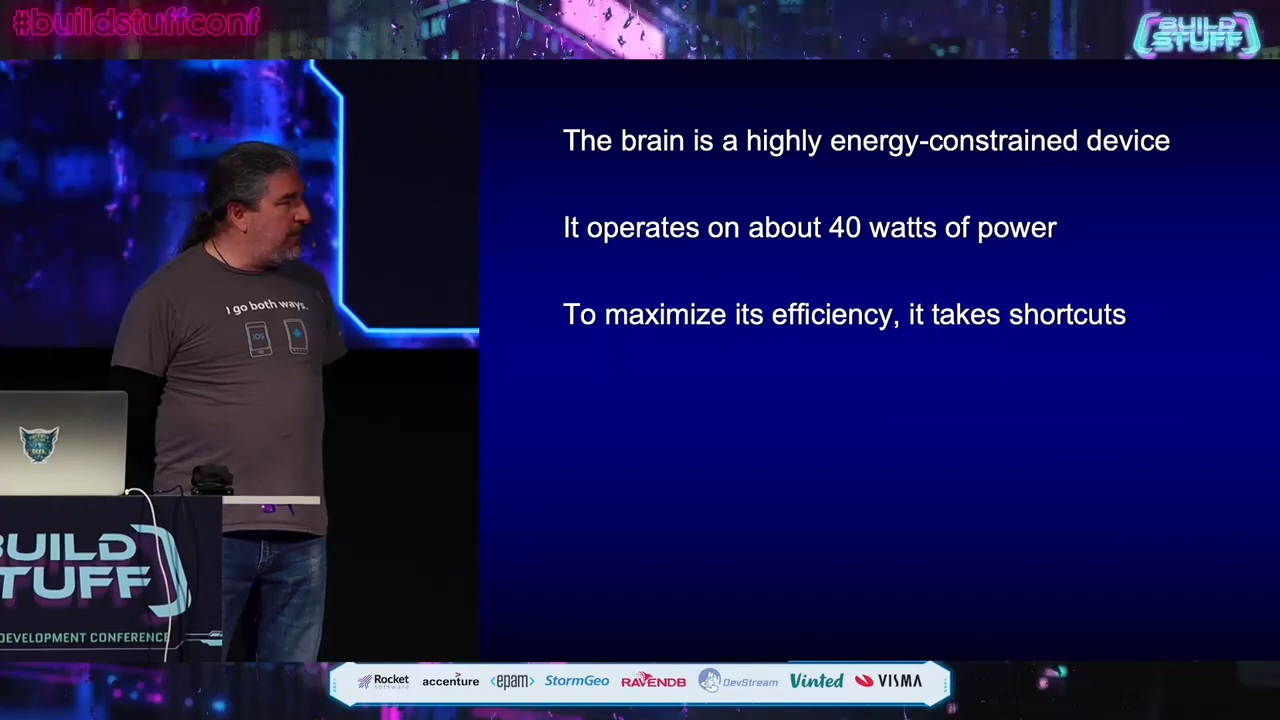 #buildstuffconf
BUILD
STUFF
The brain is a highly energy-constrained device
It operates on about 40 watts of power
To maximize its efficiency, it takes shortcuts
I go both ways.
iOS
BUILD
STUFF
DEVELOPMENT CONFERENCE
Rocket
software
accenture
<epam>
StormGeo
RAVENDB
DevStream
Vinted
VISMA